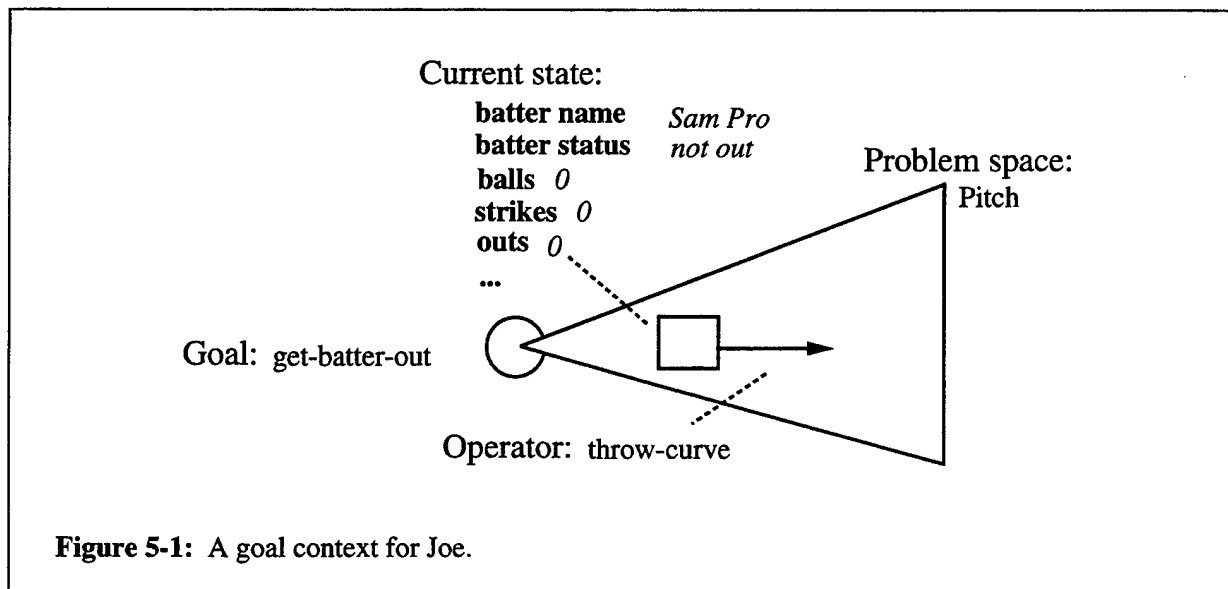 Current state:
batter name Sam Pro
batter status not out
balls 0
strikes 0
outs 0
...
Problem space:
Pitch
Goal: get-batter-out
Operator: throw-curve
Figure 5-1: A goal context for Joe.